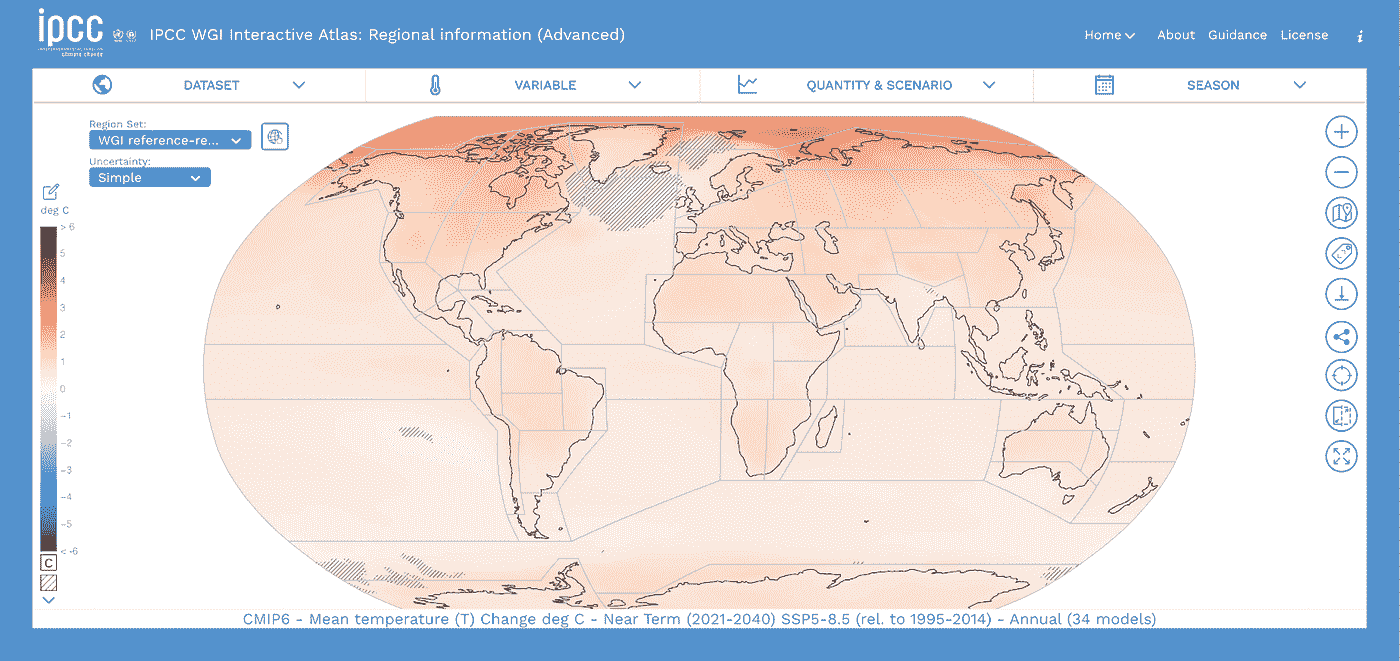 ipcc
IPCC WGI Interactive Atlas: Regional information (Advanced)
Home
About
Guidance
License
i
DATASET
VARIABLE
QUANTITY & SCENARIO
SEASON
Region Set:
WGI reference-re...
Uncertainty:
Simple
deg C
> 6
5
4
3
2
1
0
−1
−2
−3
−4
−5
< -6
C
CMIP6 - Mean temperature (T) Change deg C - Near Term (2021-2040) SSP5-8.5 (rel. to 1995-2014) - Annual (34 models)